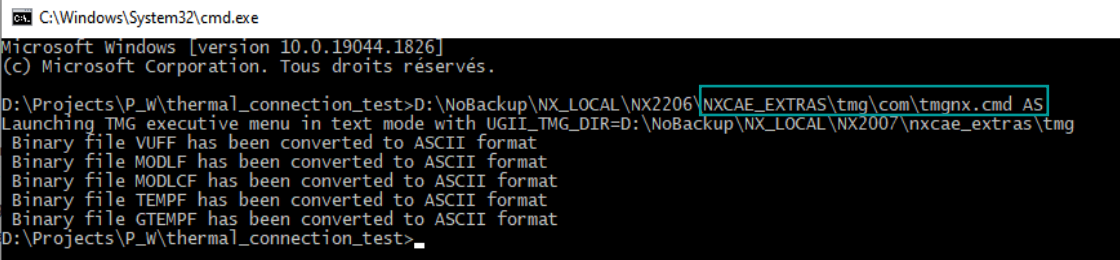 C:\Windows\System32\cmd.exe
Microsoft Windows [version 10.0.19044.1826]
(c) Microsoft Corporation. Tous droits réservés.
D:\Projects\P_W\thermal_connection_test>D:\NoBackup\NX_LOCAL\NX2206\NXCAE_EXTRAS\tmg\com\tmgnx.cmd AS
Launching TMG executive menu in text mode with UGII_TMG_DIR=D:\NoBackup\NX_LOCAL\NX2007\nxcae_extras\tmg
Binary file VUFF has been converted to ASCII format
Binary file MODLF has been converted to ASCII format
Binary file MODLCF has been converted to ASCII format
Binary file TEMPF has been converted to ASCII format
Binary file GTEMPF has been converted to ASCII format
D:\Projects\P_W\thermal_connection_test>